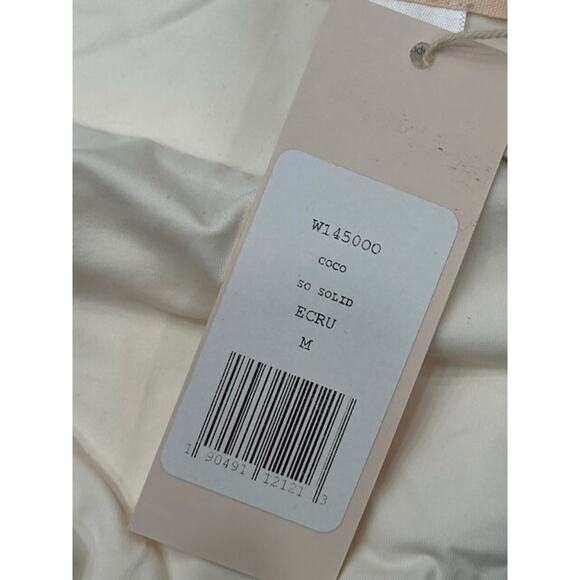 W145000
COCO
SO SOLID
ECRU
M
1 90491 12121 3